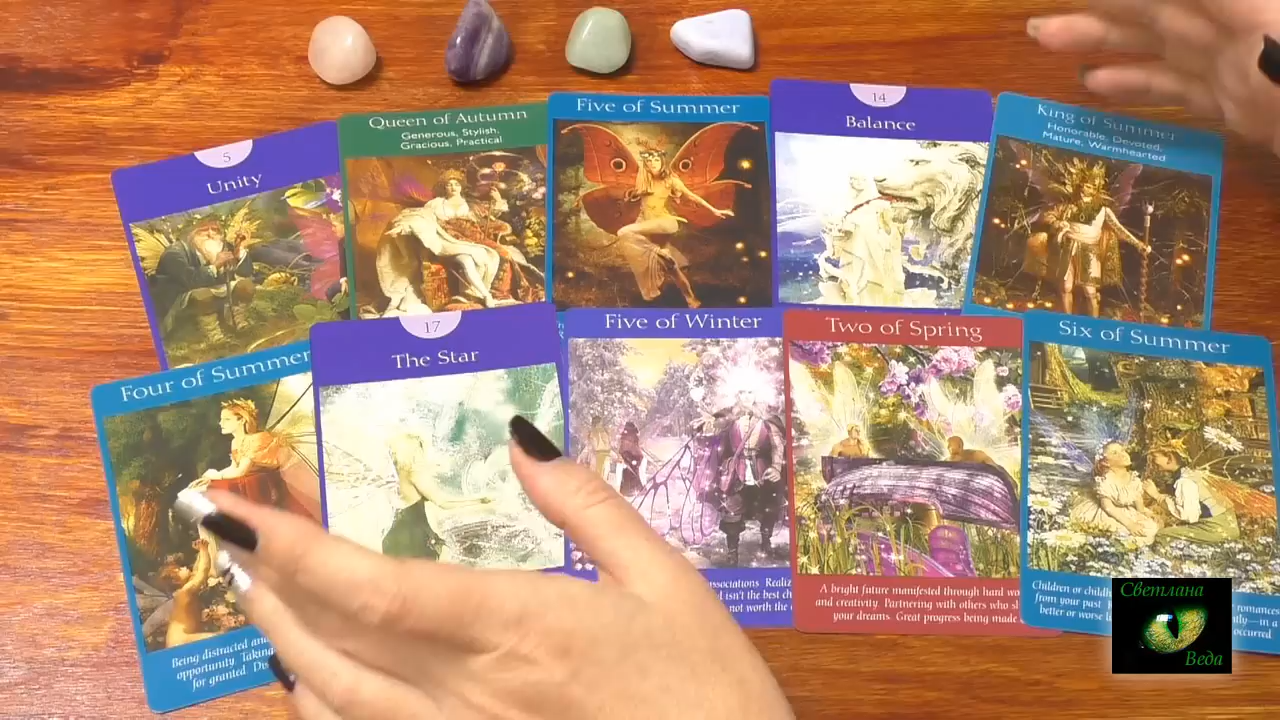 5
Unity
Queen of Autumn
Generous, Stylish,
Gracious, Practical
Five of Summer
14
Balance
King of Summer
Honorable, Devoted,
Mature, Warmhearted
Four of Summer
Being distracted and
opportunity. Taking
for granted.
17
The Star
Five of Winter
associations. Realiz
isn't the best
not worth the
Two of Spring
A bright future manifested through hard wo
and creativity. Partnering with others who
your dreams. Great progress being made
Six of Summer
Children or
romances
from your past.
better or worse
occurred
Светлана
Веда